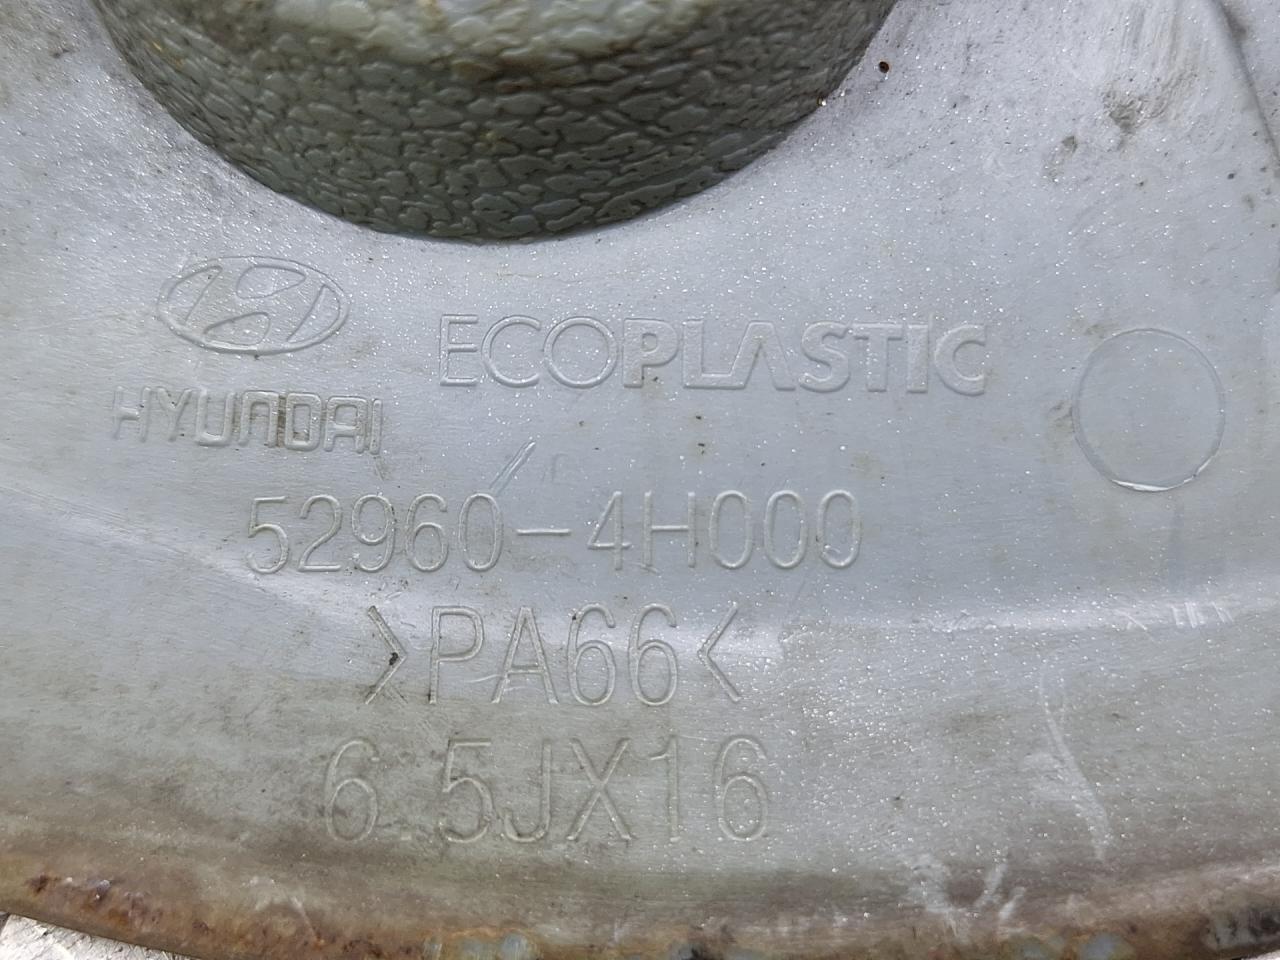 ECOPLASTIC
HYUNDAI
52960-4H000
>PA66<
6.5JX16